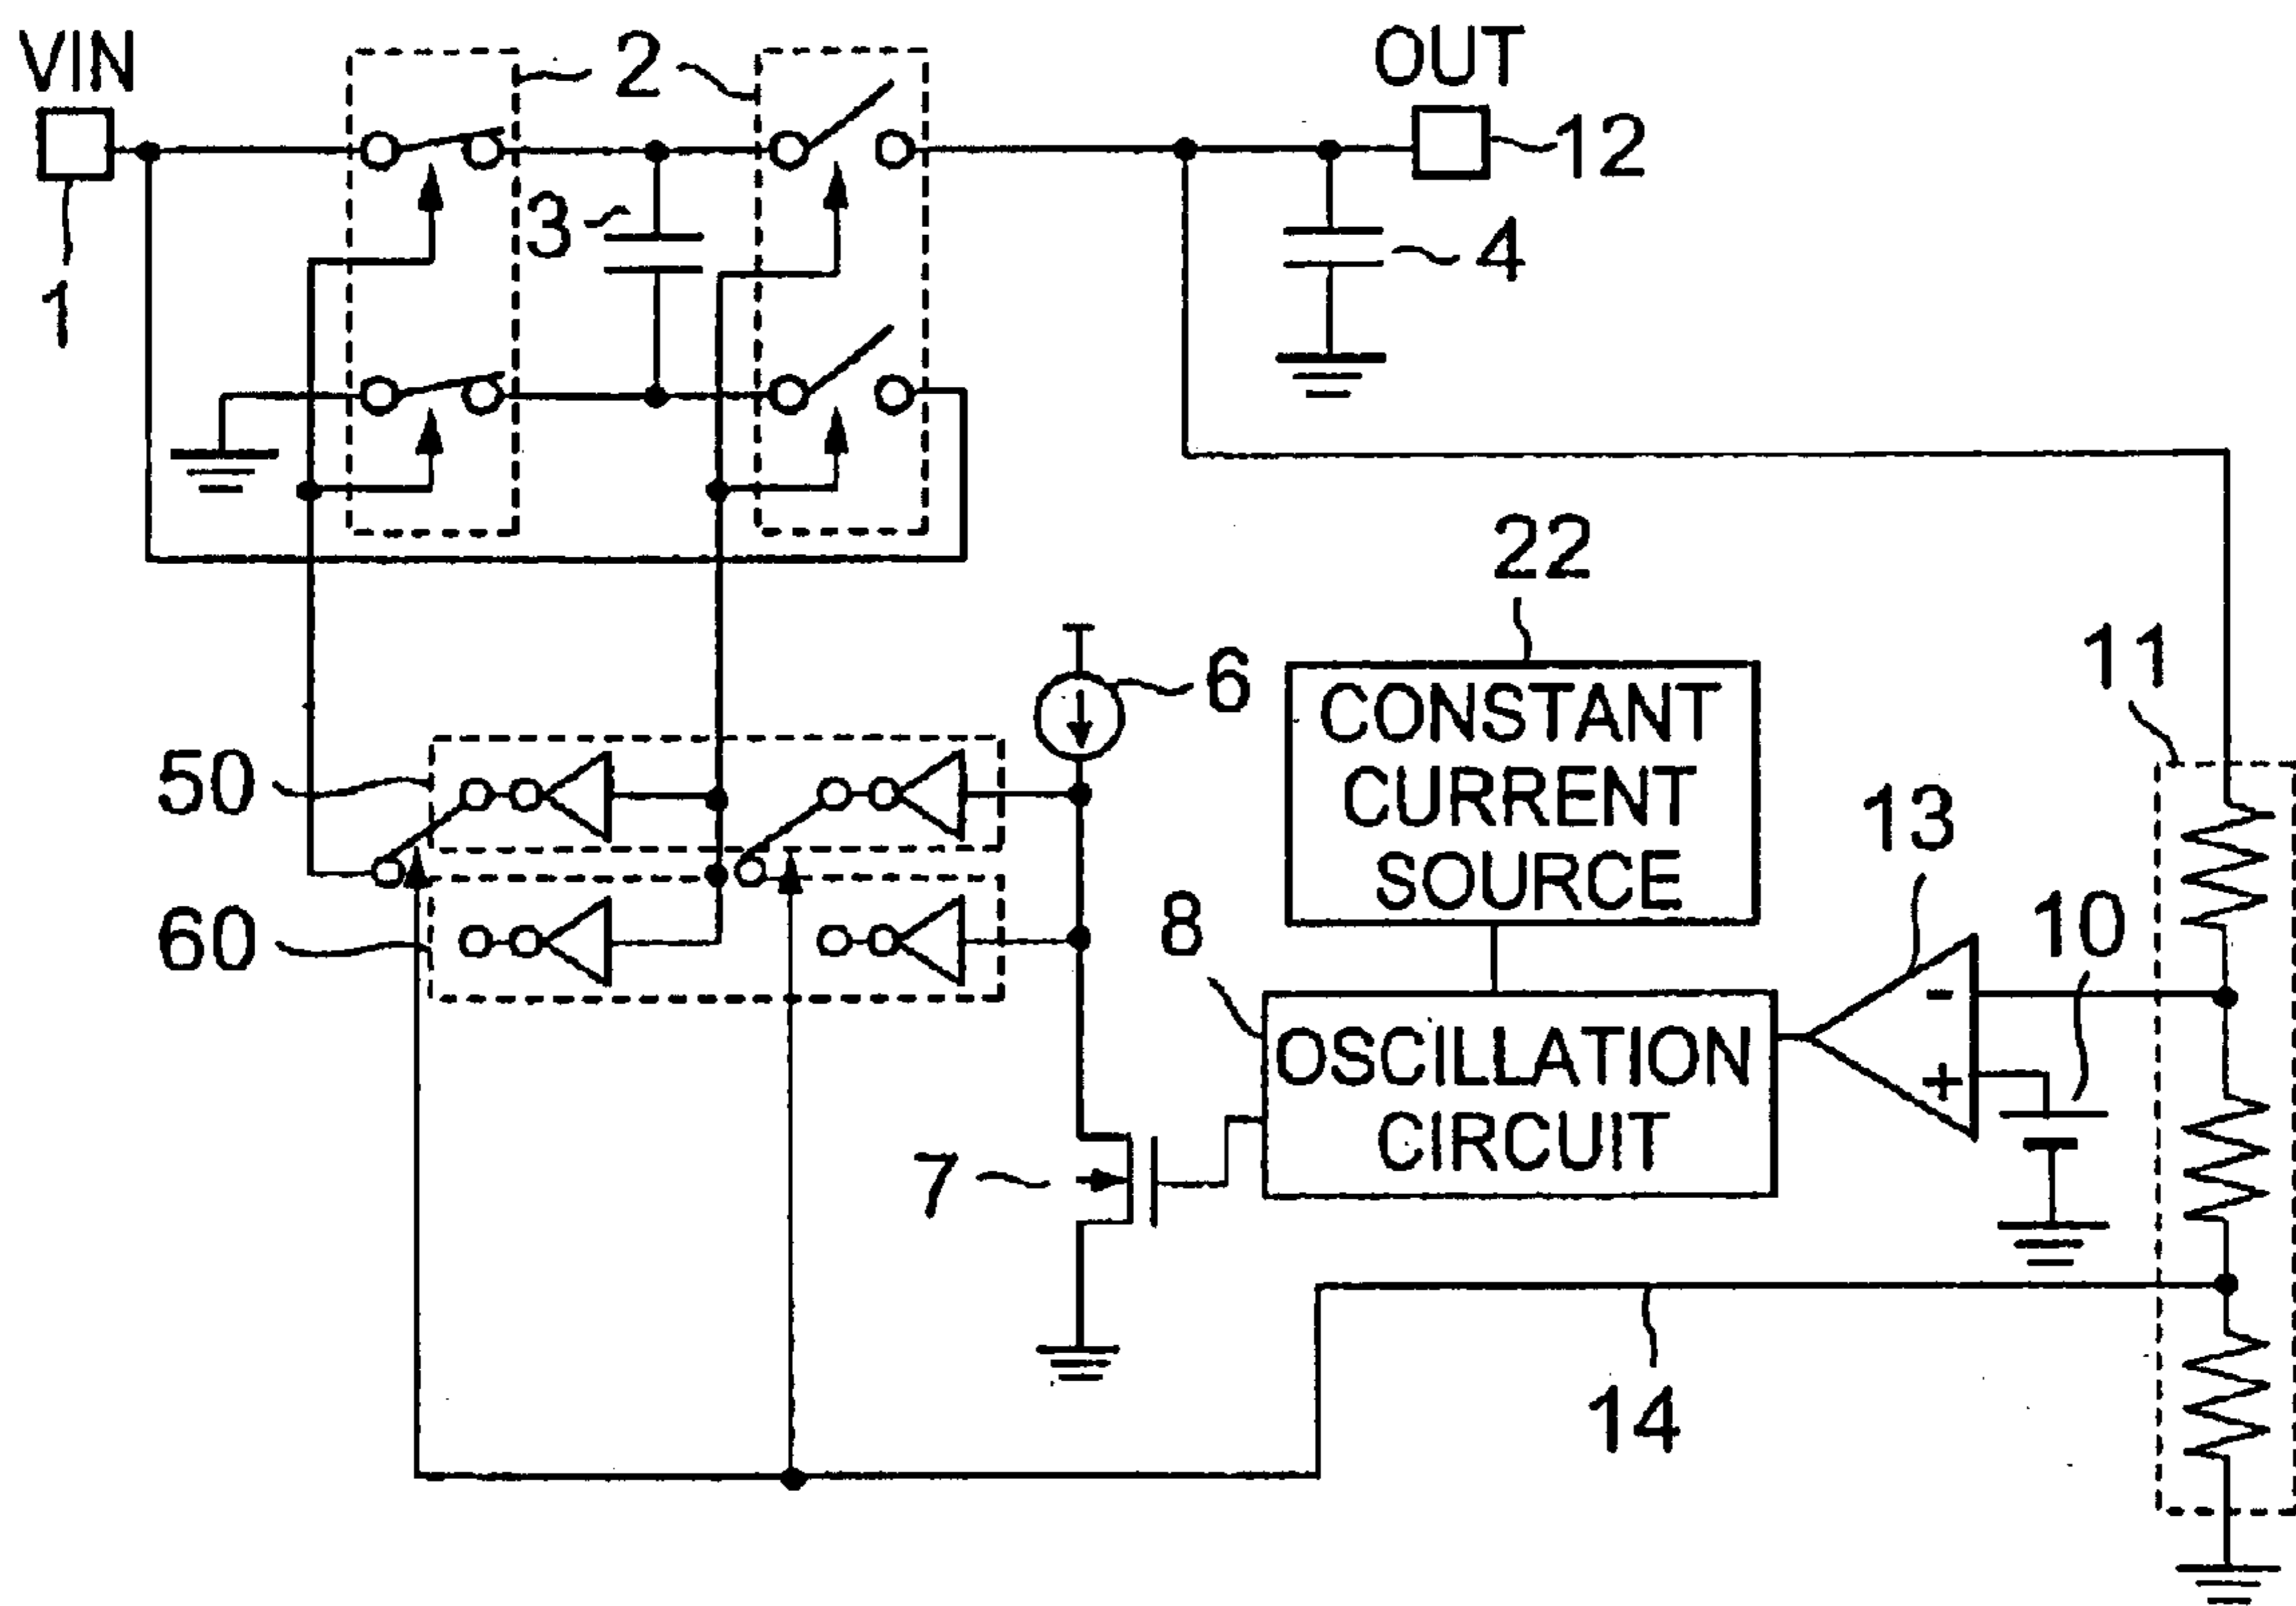 VIN
2
OUT
12
3
4
1
22
11
6
CONSTANT
CURRENT
SOURCE
50
13
8
10
60
-
+
OSCILLATION
CIRCUIT
7
14